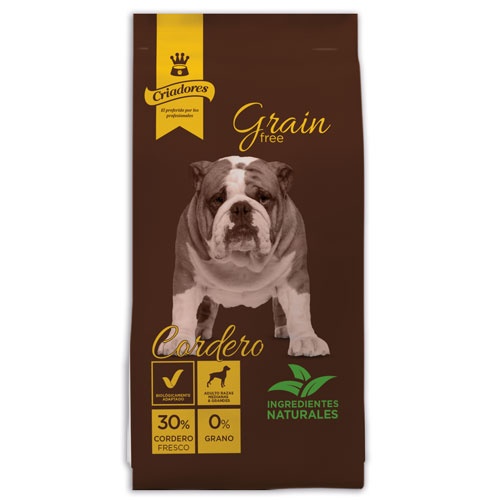 Criadores
El preferido por los
profesionales
Grain
free
Cordero
BIOLÓGICAMENTE
ADAPTADO
ADULTO RAZAS
MEDIANAS
& GRANDES
30%
CORDERO
FRESCO
0%
GRANO
INGREDIENTES
NATURALES